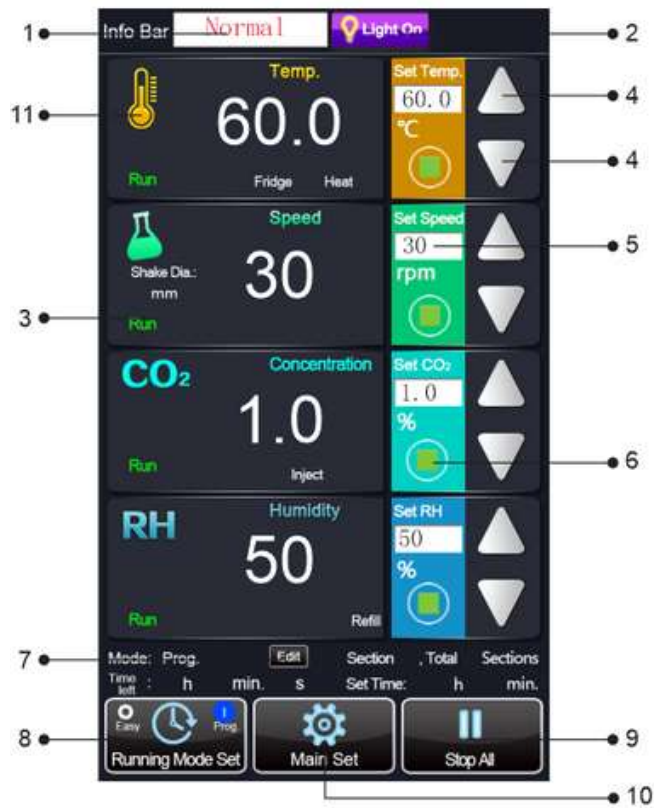 1 Info Bar Normal Light On 2
Temp. Set Temp.
60.0 60.0 4
11 ℃
4
Run Fridge Heat
Speed Set Speed
30 30 5
Shake Dia.: rpm
mm
3
Run
CO₂ Concentration Set CO₂
1.0 1.0
%
6
Run Inject
RH Humidity Set RH
50 50
%
Run Refill
7 Mode: Prog. Edit Section , Total Sections
Time left : h min. s Set Time: h min.
Easy Prog.
8 Running Mode Set Main Set Stop All 9
10